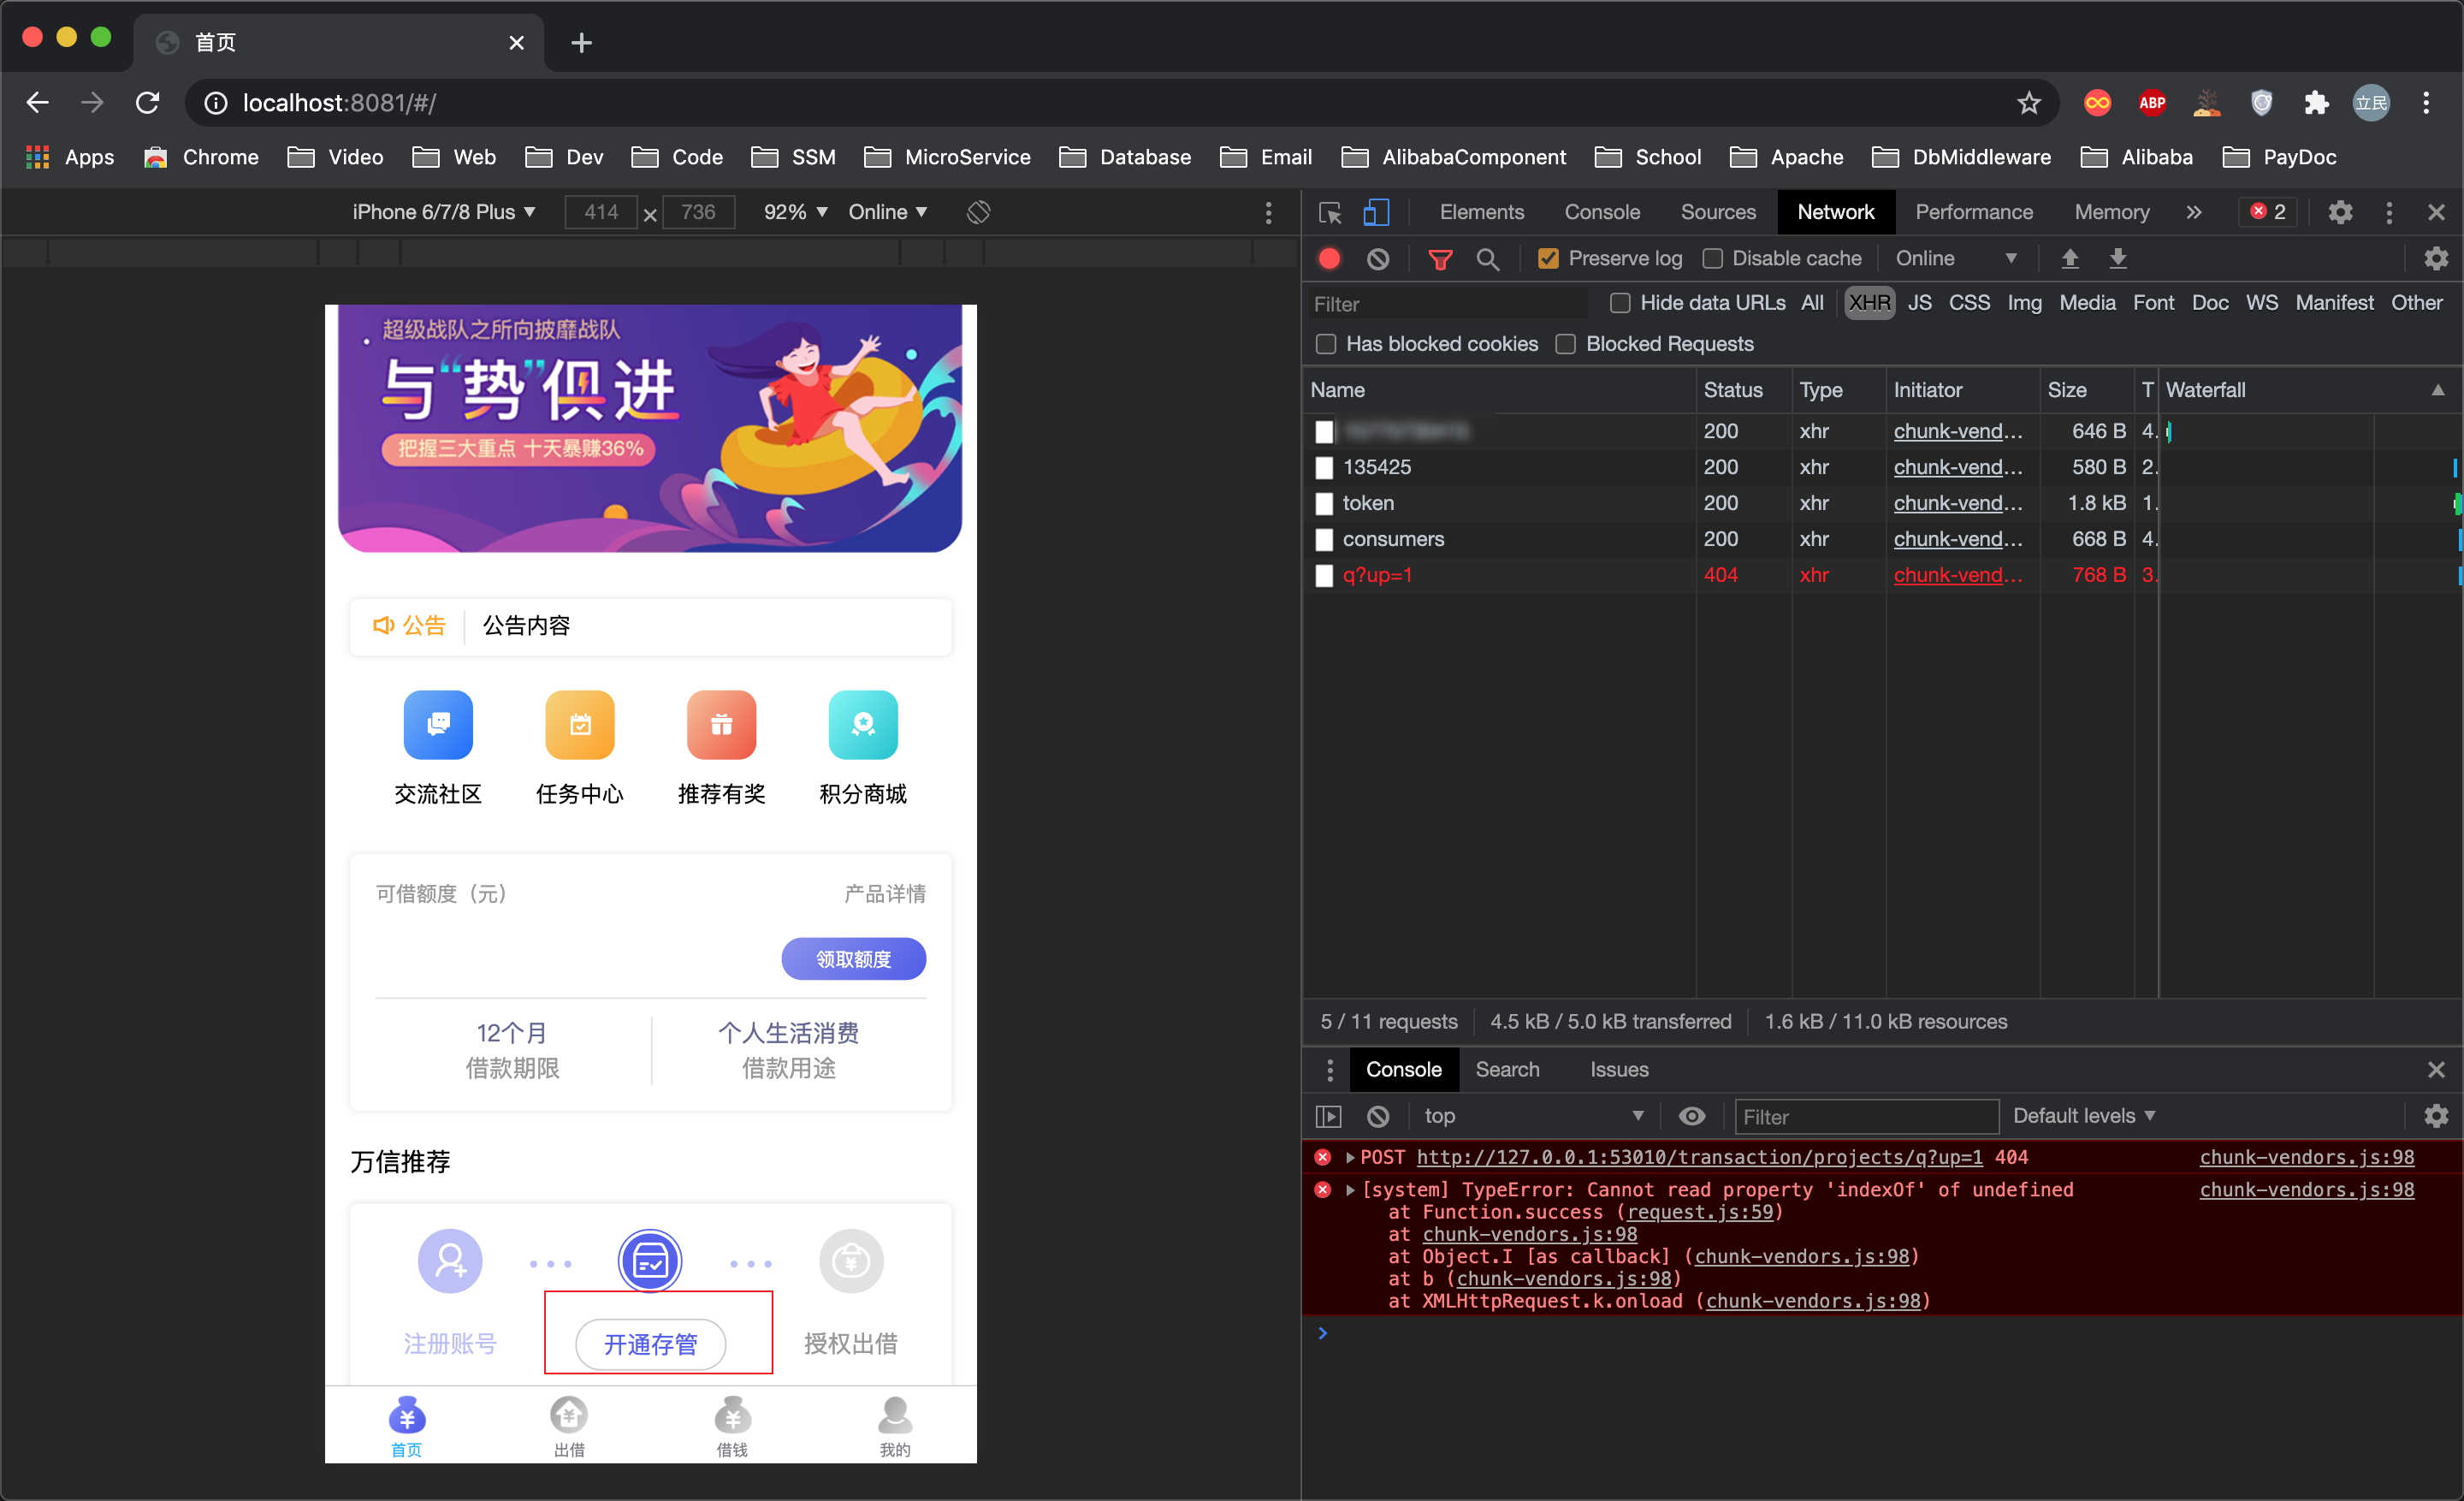 首页
localhost:8081/#/
ABP
立民
Apps Chrome Video Web Dev Code SSM MicroService Database Email AlibabaComponent School Apache DbMiddleware Alibaba PayDoc
iPhone 6/7/8 Plus 414 × 736 92% Online
超级战队之所向披靡战队
与“势”俱进
把握三大重点 十天暴赚36%
公告 公告内容
交流社区 任务中心 推荐有奖 积分商城
可借额度（元） 产品详情
领取额度
12个月 个人生活消费
借款期限 借款用途
万信推荐
注册账号 开通存管 授权出借
首页 出借 借钱 我的
Elements Console Sources Network Performance Memory 2
Preserve log Disable cache Online
Filter Hide data URLs All XHR JS CSS Img Media Font Doc WS Manifest Other
Has blocked cookies Blocked Requests
Name Status Type Initiator Size T Waterfall
200 xhr chunk-vend… 646 B 4.
135425 200 xhr chunk-vend… 580 B 2.
token 200 xhr chunk-vend… 1.8 kB 1.
consumers 200 xhr chunk-vend… 668 B 4.
q?up=1 404 xhr chunk-vend… 768 B 3.
5 / 11 requests 4.5 kB / 5.0 kB transferred 1.6 kB / 11.0 kB resources
Console Search Issues
top Filter Default levels
POST http://127.0.0.1:53010/transaction/projects/q?up=1 404 chunk-vendors.js:98
[system] TypeError: Cannot read property 'indexOf' of undefined chunk-vendors.js:98
at Function.success (request.js:59)
at chunk-vendors.js:98
at Object.I [as callback] (chunk-vendors.js:98)
at b (chunk-vendors.js:98)
at XMLHttpRequest.k.onload (chunk-vendors.js:98)